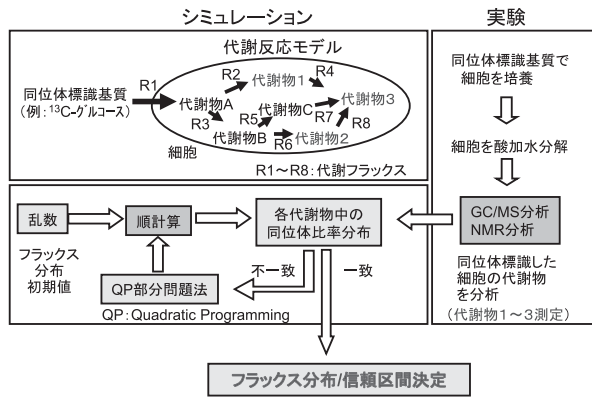 シミュレーション
代謝反応モデル
同位体標識基質
(例:¹³C-グルコース)
R1
R2
代謝物1
R4
代謝物A
代謝物C
代謝物3
R3
R5
R7
R8
代謝物B
R6
代謝物2
細胞
R1~R8:代謝フラックス
乱数
順計算
各代謝物中の
同位体比率分布
フラックス
分布
初期値
不一致
一致
QP部分問題法
QP:Quadratic Programming
実験
同位体標識基質で
細胞を培養
細胞を酸加水分解
GC/MS分析
NMR分析
同位体標識した
細胞の代謝物
を分析
(代謝物1~3測定)
フラックス分布/信頼区間決定